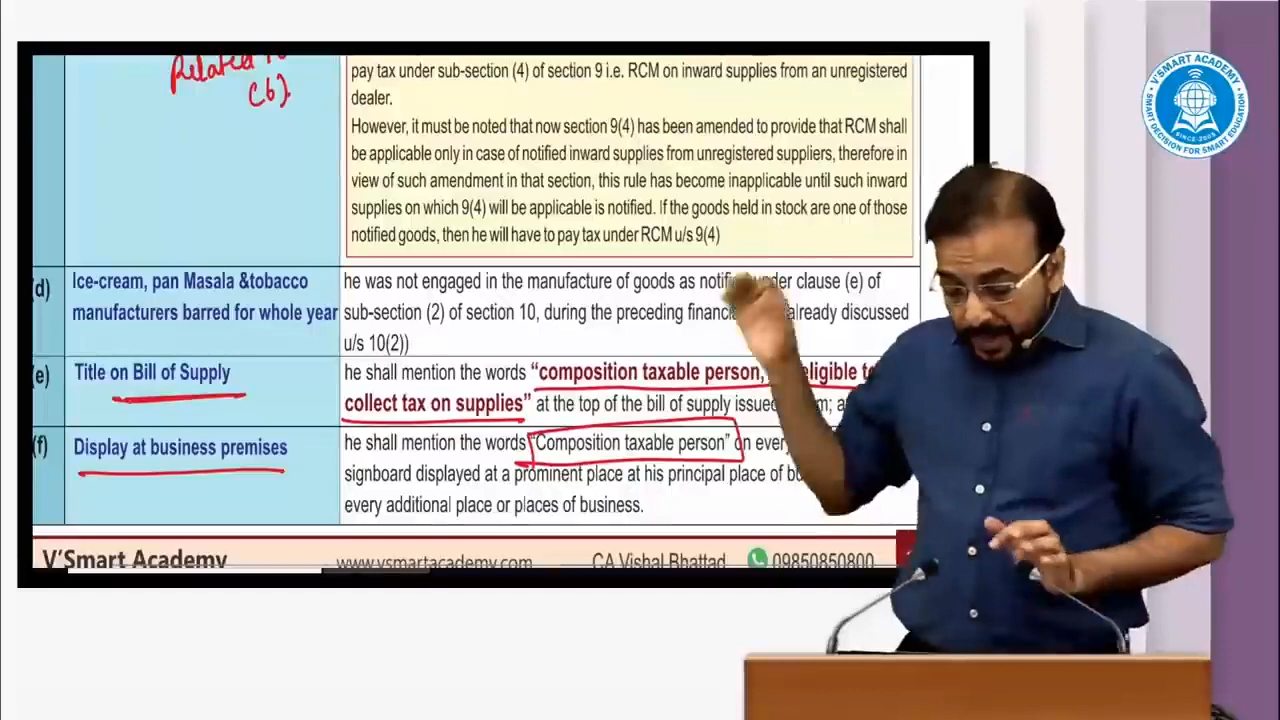 Related
(b)
pay tax under sub-section (4) of section 9 i.e. RCM on inward supplies from an unregistered
dealer.
However, it must be noted that now section 9(4) has been amended to provide that RCM shall
be applicable only in case of notified inward supplies from unregistered suppliers, therefore in
view of such amendment in that section, this rule has become inapplicable until such inward
supplies on which 9(4) will be applicable is notified. If the goods held in stock are one of those
notified goods, then he will have to pay tax under RCM u/s 9(4)
(d)
Ice-cream, pan Masala &tobacco
manufacturers barred for whole year
he was not engaged in the manufacture of goods as notified under clause (e) of
sub-section (2) of section 10, during the preceding already discussed
u/s 10(2))
(e)
Title on Bill of Supply
he shall mention the words “composition taxable person,
collect tax on supplies” at the top of the bill of supply issued
(f)
Display at business premises
he shall mention the words “Composition taxable person” on
signboard displayed at a prominent place at his principal place of
every additional place or places of business.
V'Smart Academy
www.vsmartacademy.com
CA Vishal Bhattad
09850850800
V'SMART ACADEMY
SMART DECISION FOR SMART EDUCATION
SINCE-2005